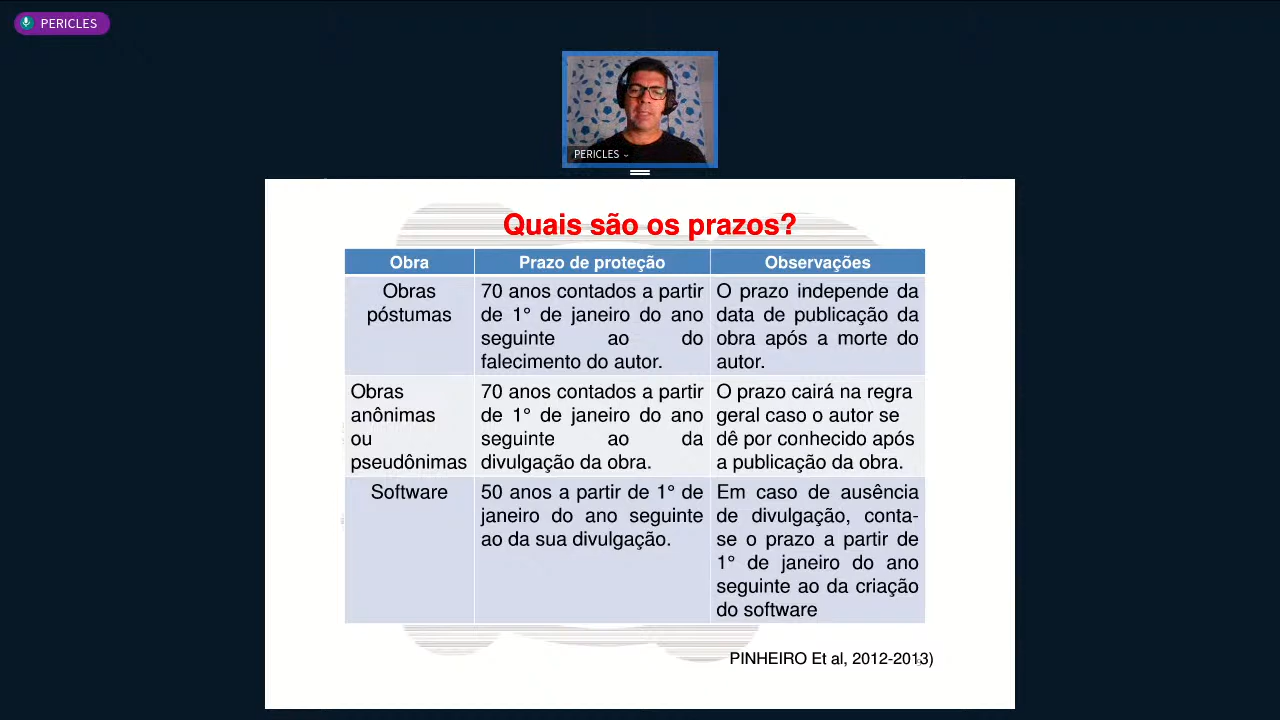 PERICLES
PERICLES
Quais são os prazos?
Obra
Prazo de proteção
Observações
Obras
póstumas
70 anos contados a partir
de 1° de janeiro do ano
seguinte ao do
falecimento do autor.
O prazo independe da
data de publicação da
obra após a morte do
autor.
Obras
anônimas
ou
pseudônimas
70 anos contados a partir
de 1° de janeiro do ano
seguinte ao da
divulgação da obra.
O prazo cairá na regra
geral caso o autor se
dê por conhecido após
a publicação da obra.
Software
50 anos a partir de 1° de
janeiro do ano seguinte
ao da sua divulgação.
Em caso de ausência
de divulgação, conta-
se o prazo a partir de
1° de janeiro do ano
seguinte ao da criação
do software
PINHEIRO Et al, 2012-2013)